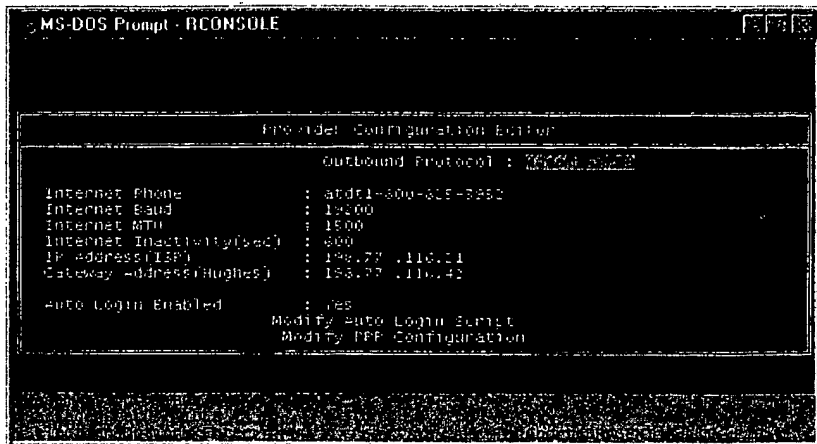 MS-DOS Prompt - RCONSOLE
Provider Configuration Editor
Outbound Protocol :
Internet Phone :
Internet Baud : 19200
Internet MTU : 1500
Internet Inactivity(sec) : 600
IP Address(ISP) :
Gateway Address(Hughes) :
Auto Login Enabled : Yes
Modify Auto Login Script
Modify PPP Configuration